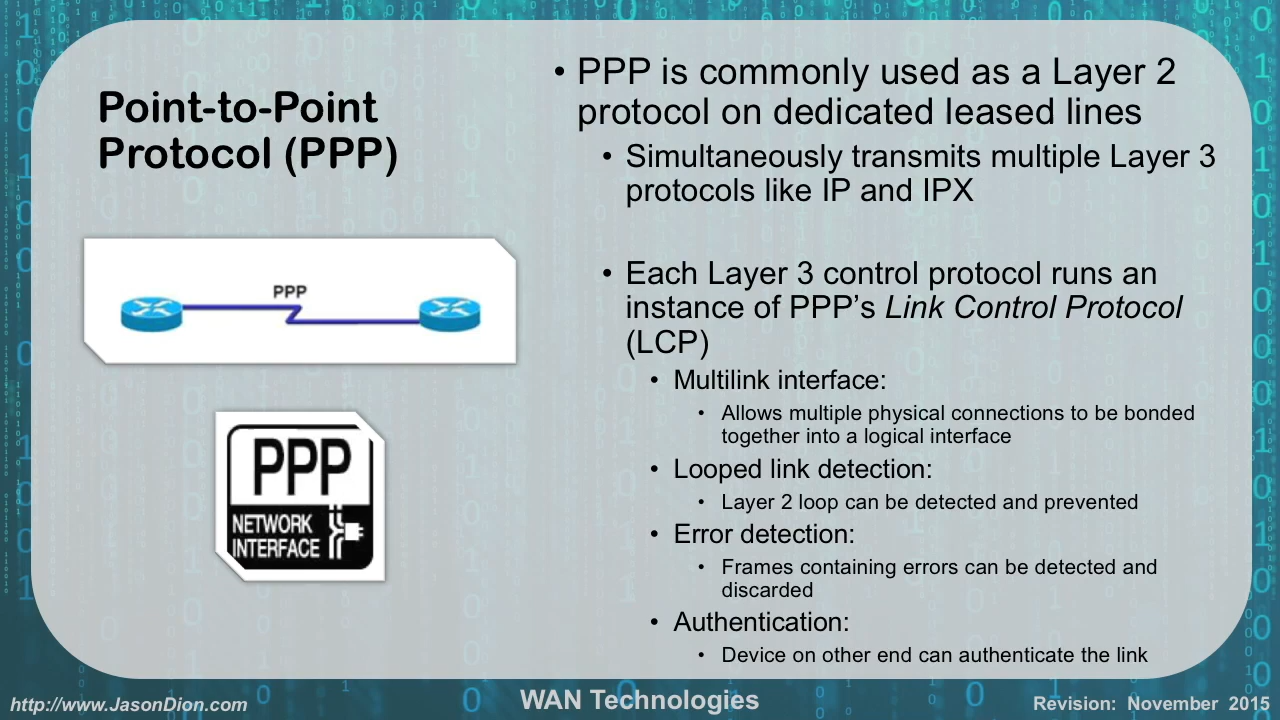 Point-to-Point
Protocol (PPP)
PPP
PPP
NETWORK
INTERFACE
• PPP is commonly used as a Layer 2
protocol on dedicated leased lines
• Simultaneously transmits multiple Layer 3
protocols like IP and IPX
• Each Layer 3 control protocol runs an
instance of PPP’s Link Control Protocol
(LCP)
• Multilink interface:
• Allows multiple physical connections to be bonded
together into a logical interface
• Looped link detection:
• Layer 2 loop can be detected and prevented
• Error detection:
• Frames containing errors can be detected and
discarded
• Authentication:
• Device on other end can authenticate the link
http://www.JasonDion.com
WAN Technologies
Revision: November 2015